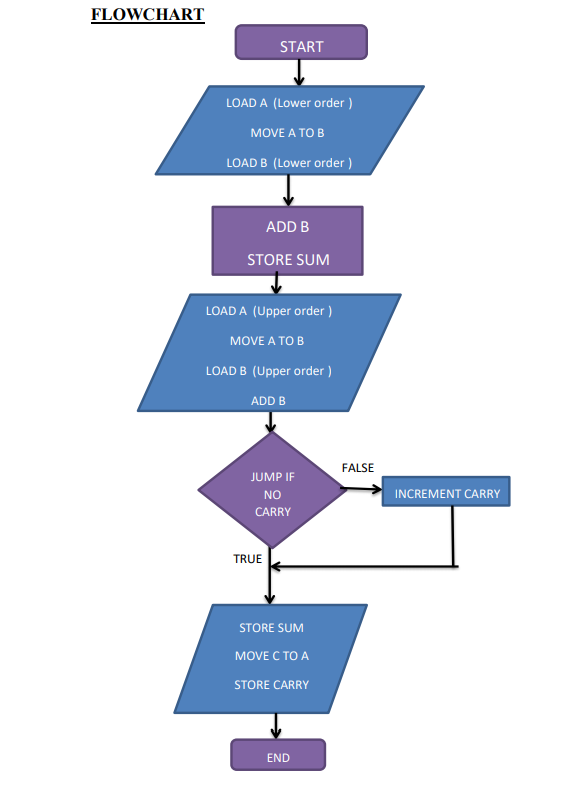 FLOWCHART
START
LOAD A (Lower order )
MOVE A TO B
LOAD B (Lower order )
ADD B
STORE SUM
LOAD A (Upper order )
MOVE A TO B
LOAD B (Upper order )
ADD B
JUMP IF
NO
CARRY
FALSE
INCREMENT CARRY
TRUE
STORE SUM
MOVE C TO A
STORE CARRY
END